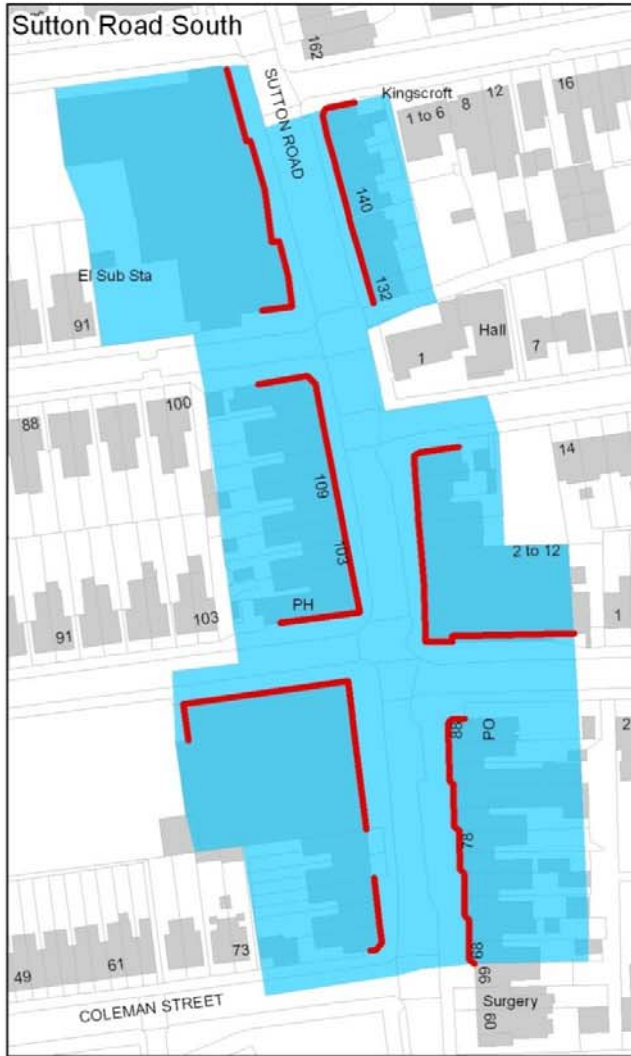 Sutton Road South
162
SUTTON ROAD
Kingscroft
1 to 6
8
12
16
140
132
El Sub Sta
91
Hall
1
7
88
100
109
103
14
2 to 12
PH
91
103
1
88
PO
2
78
68
66
73
49
61
Surgery
60
COLEMAN STREET